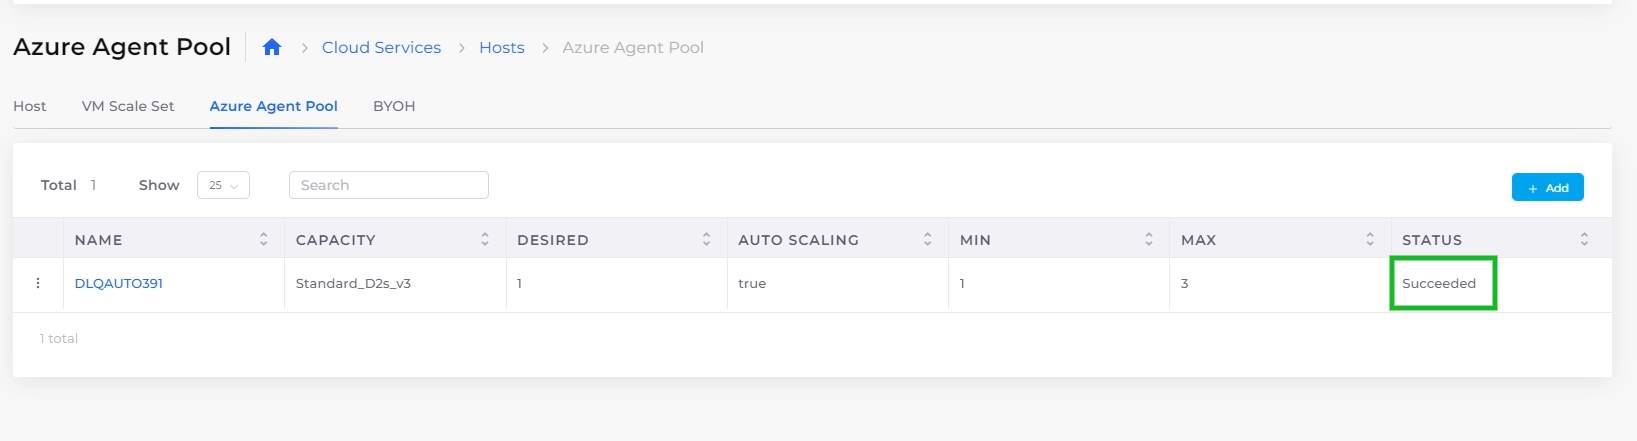 Azure Agent Pool Cloud Services Hosts Azure Agent Pool
Host VM Scale Set Azure Agent Pool BYOH
Total 1 Show 25 Search + Add
NAME CAPACITY DESIRED AUTO SCALING MIN MAX STATUS
DLQAUTO391 Standard_D2s_v3 1 true 1 3 Succeeded
1 total